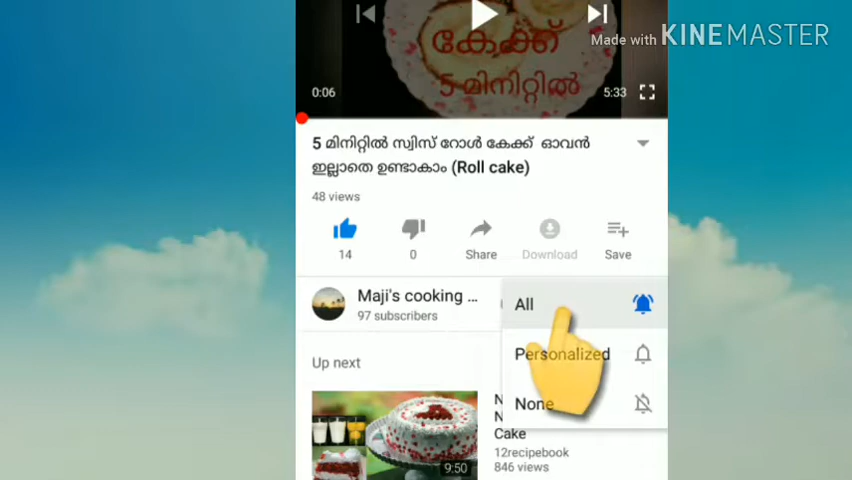 Made with KINEMASTER
കേക്ക്
5 മിനിറ്റിൽ
0:06
5:33
5 മിനിറ്റിൽ സ്വിസ് റോൾ കേക്ക് ഓവൻ
ഇല്ലാതെ ഉണ്ടാകാം (Roll cake)
48 views
14
0
Share
Download
Save
Maji's cooking ...
97 subscribers
All
Personalized
None
Up next
Cake
12recipebook
846 views
9:50